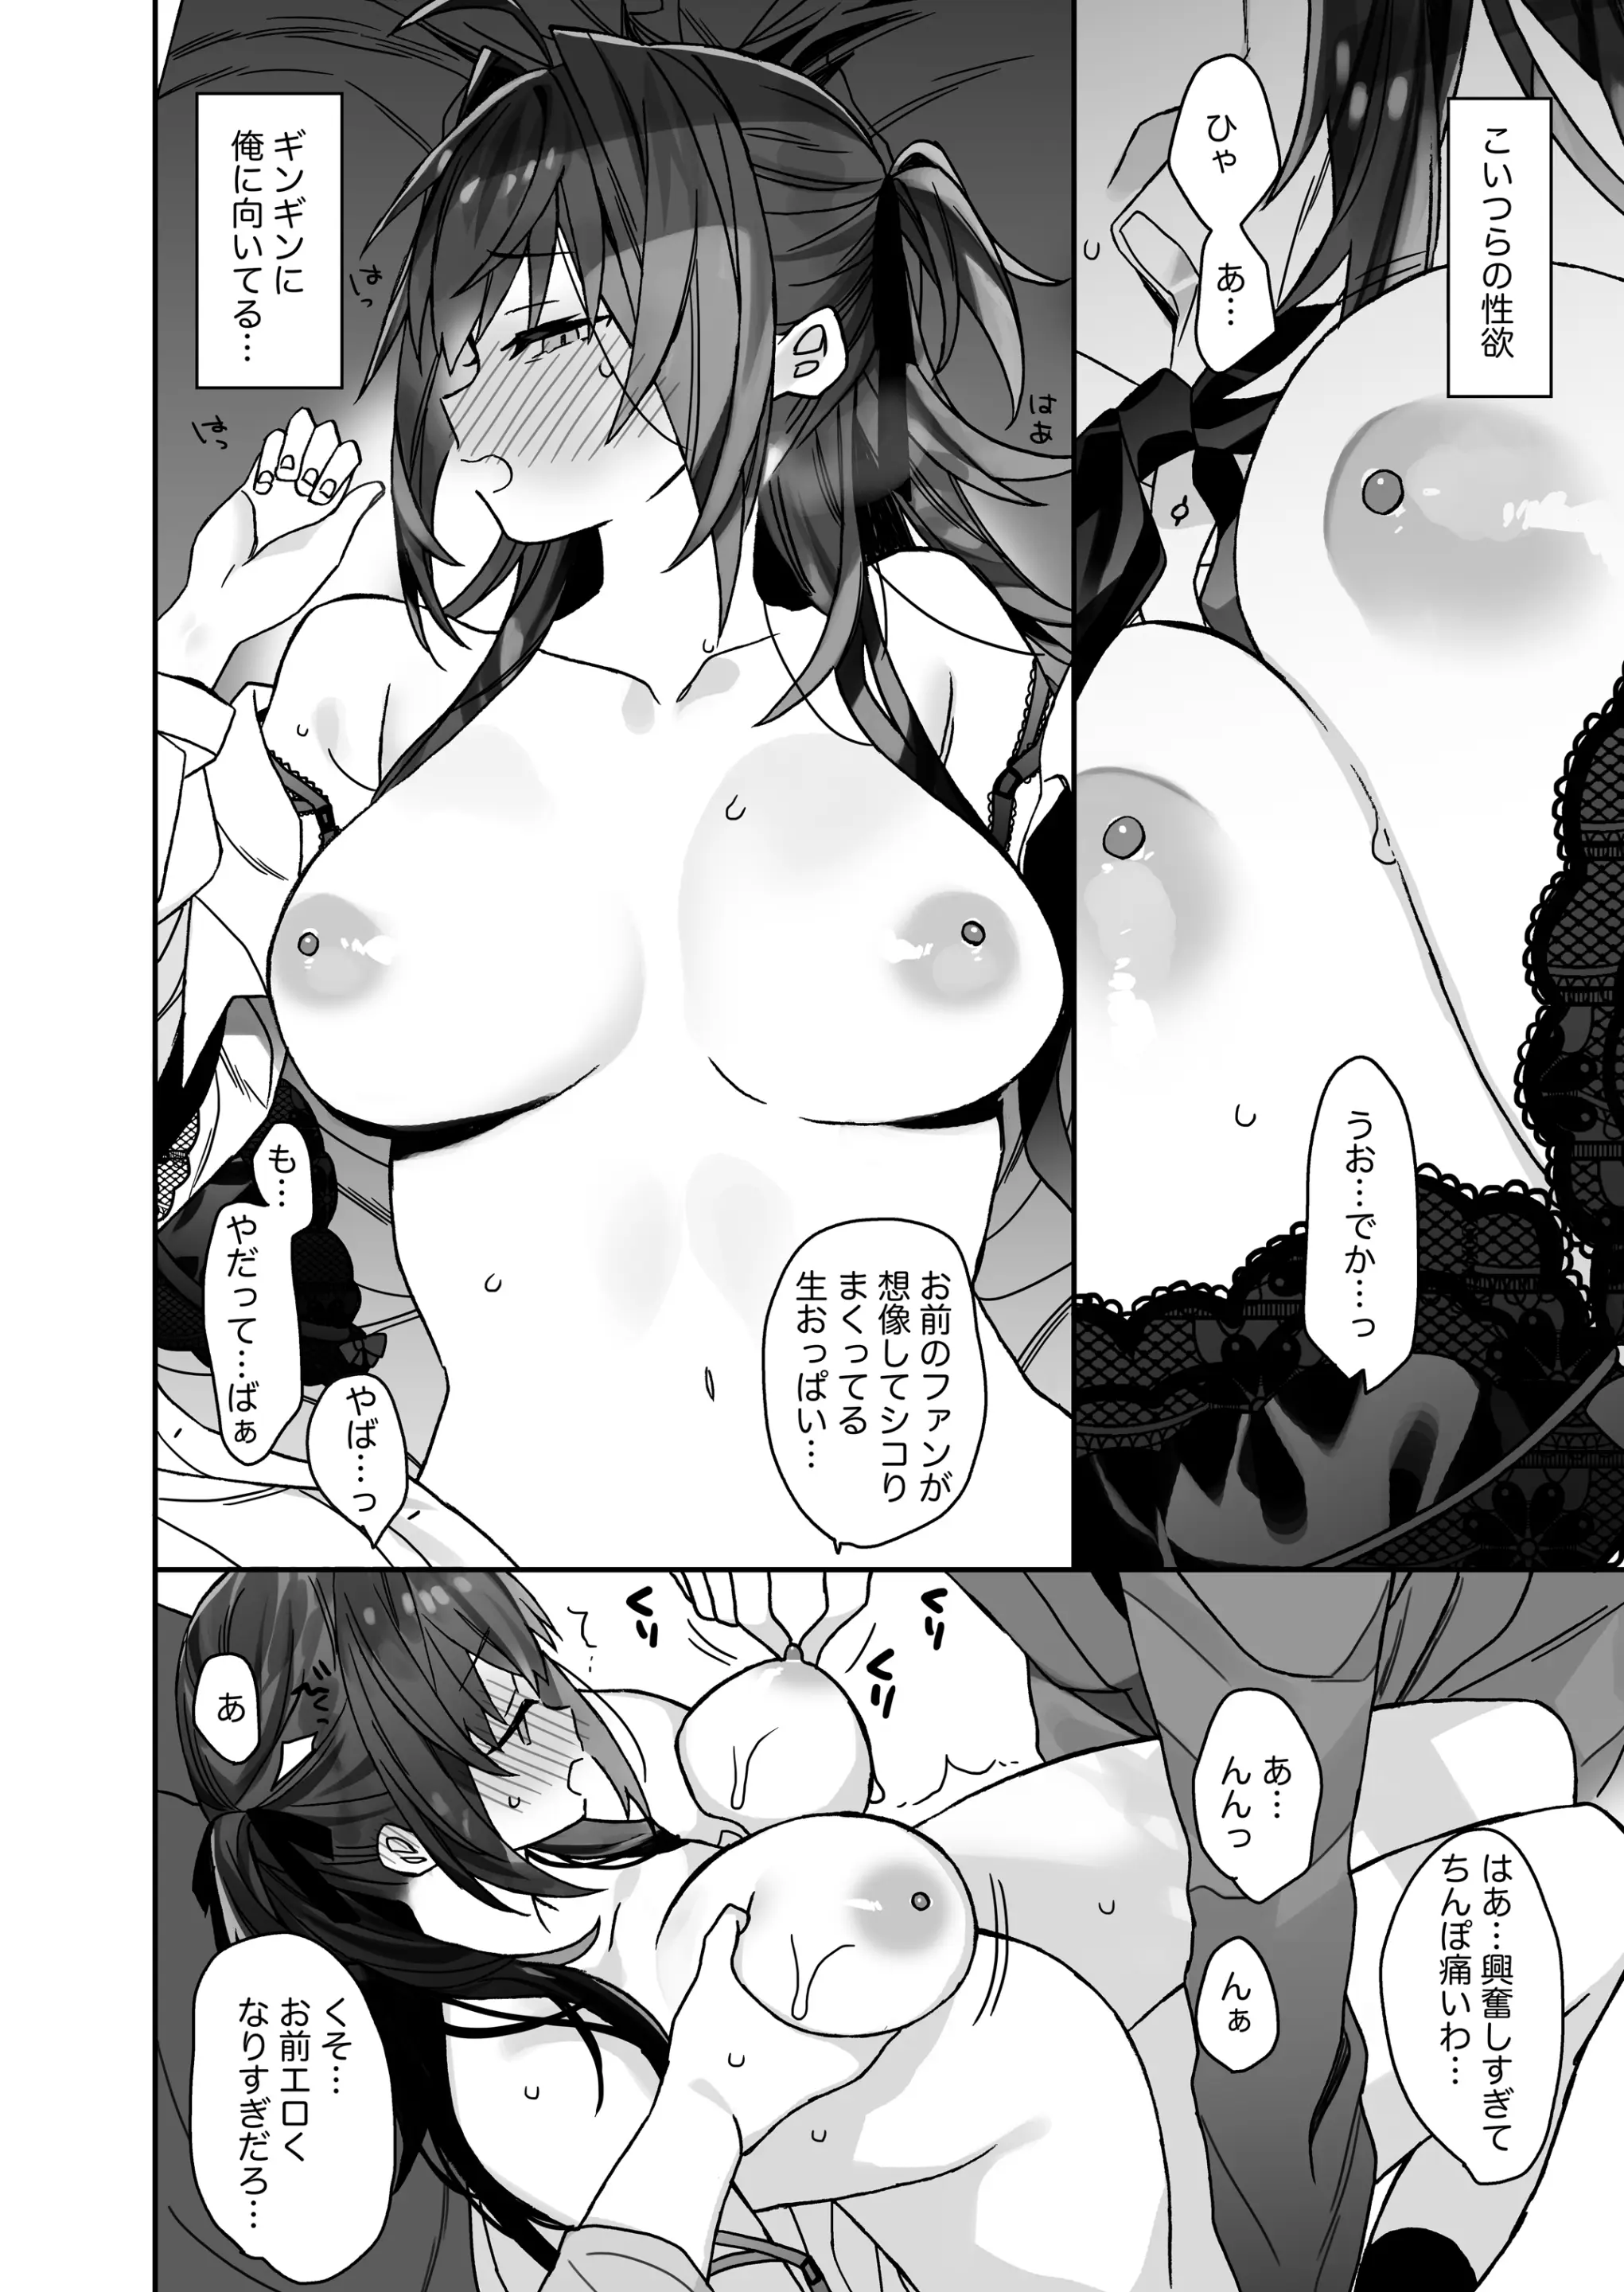 こいつらの性欲
ひゃ
あ…
うお…でか…っ
ギンギンに
俺に向いてる…
はっ
はっ
はあ
お前のファンが
想像してシコり
まくってる
生おっぱい…
も…
やだって…ばぁ
やば…っ
はあ…興奮しすぎて
ちんぽ痛いわ…
あ…
んんっ
んぁ
くり
くり
くり
あ
くそ…
お前エロく
なりすぎだろ…